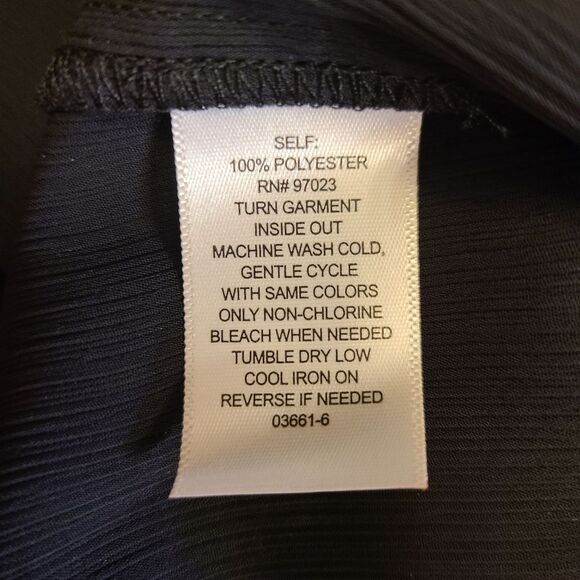 SELF:
100% POLYESTER
RN# 97023
TURN GARMENT
INSIDE OUT
MACHINE WASH COLD,
GENTLE CYCLE
WITH SAME COLORS
ONLY NON-CHLORINE
BLEACH WHEN NEEDED
TUMBLE DRY LOW
COOL IRON ON
REVERSE IF NEEDED
03661-6